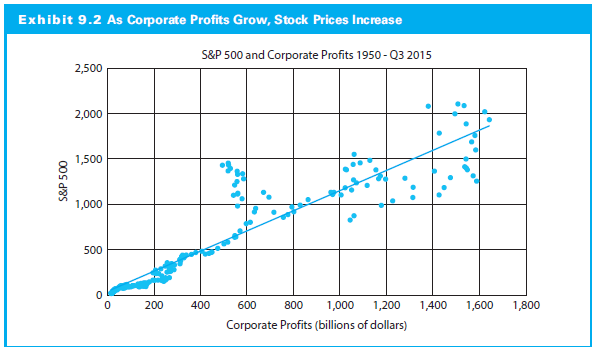 Exhibit 9.2 As Corporate Profits Grow, Stock Prices Increase
S&P 500 and Corporate Profits 1950 - Q3 2015
2,500
2,000
1,500
1,000
500
0
S&P 500
0 200 400 600 800 1,000 1,200 1,400 1,600 1,800
Corporate Profits (billions of dollars)